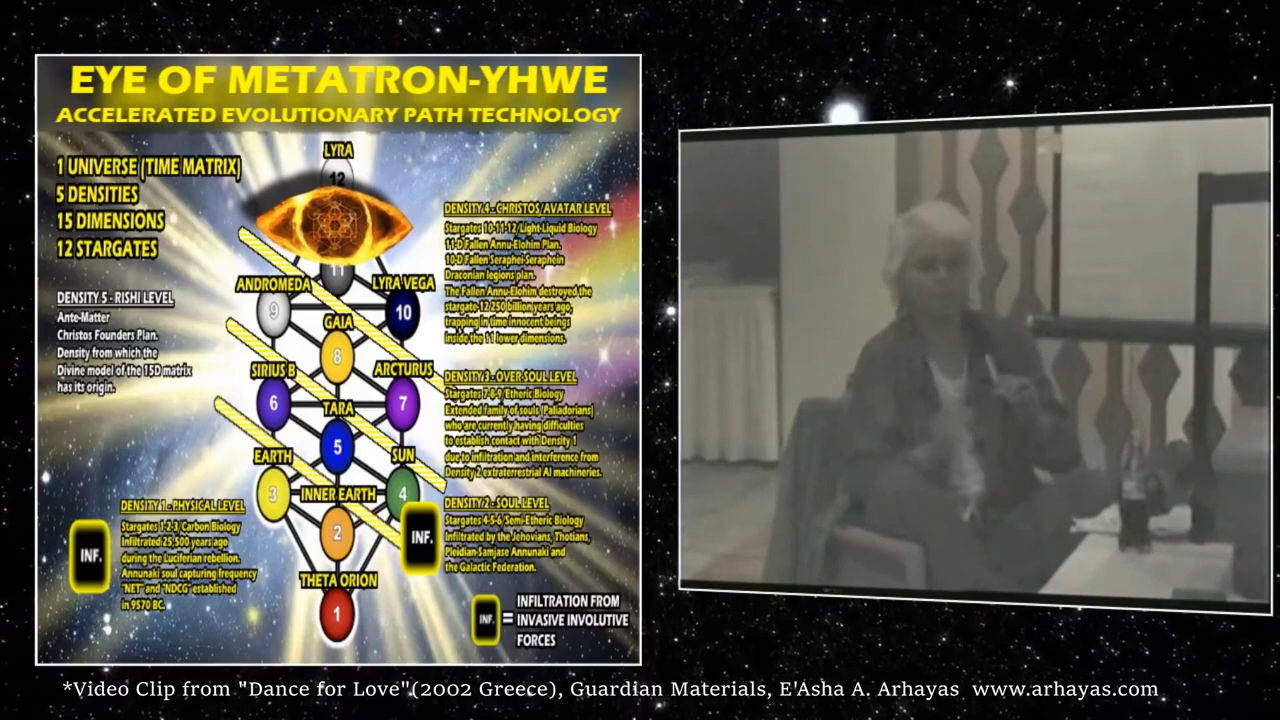 EYE OF METATRON-YHWE
ACCELERATED EVOLUTIONARY PATH TECHNOLOGY
1 UNIVERSE (TIME MATRIX)
5 DENSITIES
15 DIMENSIONS
12 STARGATES
DENSITY 5 - RISHI LEVEL
Ante-Matter
Christos Founders Plan.
Density from which the
Divine model of the 15D matrix
has its origin.
LYRA
12
11
ANDROMEDA
LYRA VEGA
9
10
GAIA
8
SIRIUS B
ARCTURUS
6
7
TARA
5
EARTH
SUN
3
4
INNER EARTH
2
THETA ORION
1
DENSITY 4 - CHRISTOS/AVATAR LEVEL
Stargates 10-11-12/Light-Liquid Biology
11-D Fallen Annu-Elohim Plan.
10-D Fallen Seraphei-Seraphein
Draconian legions plan.
The Fallen Annu-Elohim destroyed the
stargate-12 250 billion years ago,
trapping in time innocent beings
inside the 11 lower dimensions.
DENSITY 3 - OVER-SOUL LEVEL
Stargates 7-8-9/Etheric Biology
Extended family of souls (Paliadorians)
who are currently having difficulties
to establish contact with Density 1
due to infiltration and interference from
Density 2 extraterrestrial AI machineries.
DENSITY 2 - SOUL LEVEL
Stargates 4-5-6/Semi-Etheric Biology
Infiltrated by the Jehovians, Thotians,
Pleidian-Samjase Annunaki and
the Galactic Federation.
DENSITY 1 - PHYSICAL LEVEL
Stargates 1-2-3/Carbon Biology
Infiltrated 25,500 years ago
during the Luciferian rebellion.
Annunaki soul capturing frequency
"NET" and "NDCG" established
in 9570 BC.
INF.
INF.
INF.
= INFILTRATION FROM
INVASIVE INVOLUTIVE
FORCES
*Video Clip from "Dance for Love"(2002 Greece), Guardian Materials, E'Asha A. Arhayas www.arhayas.com